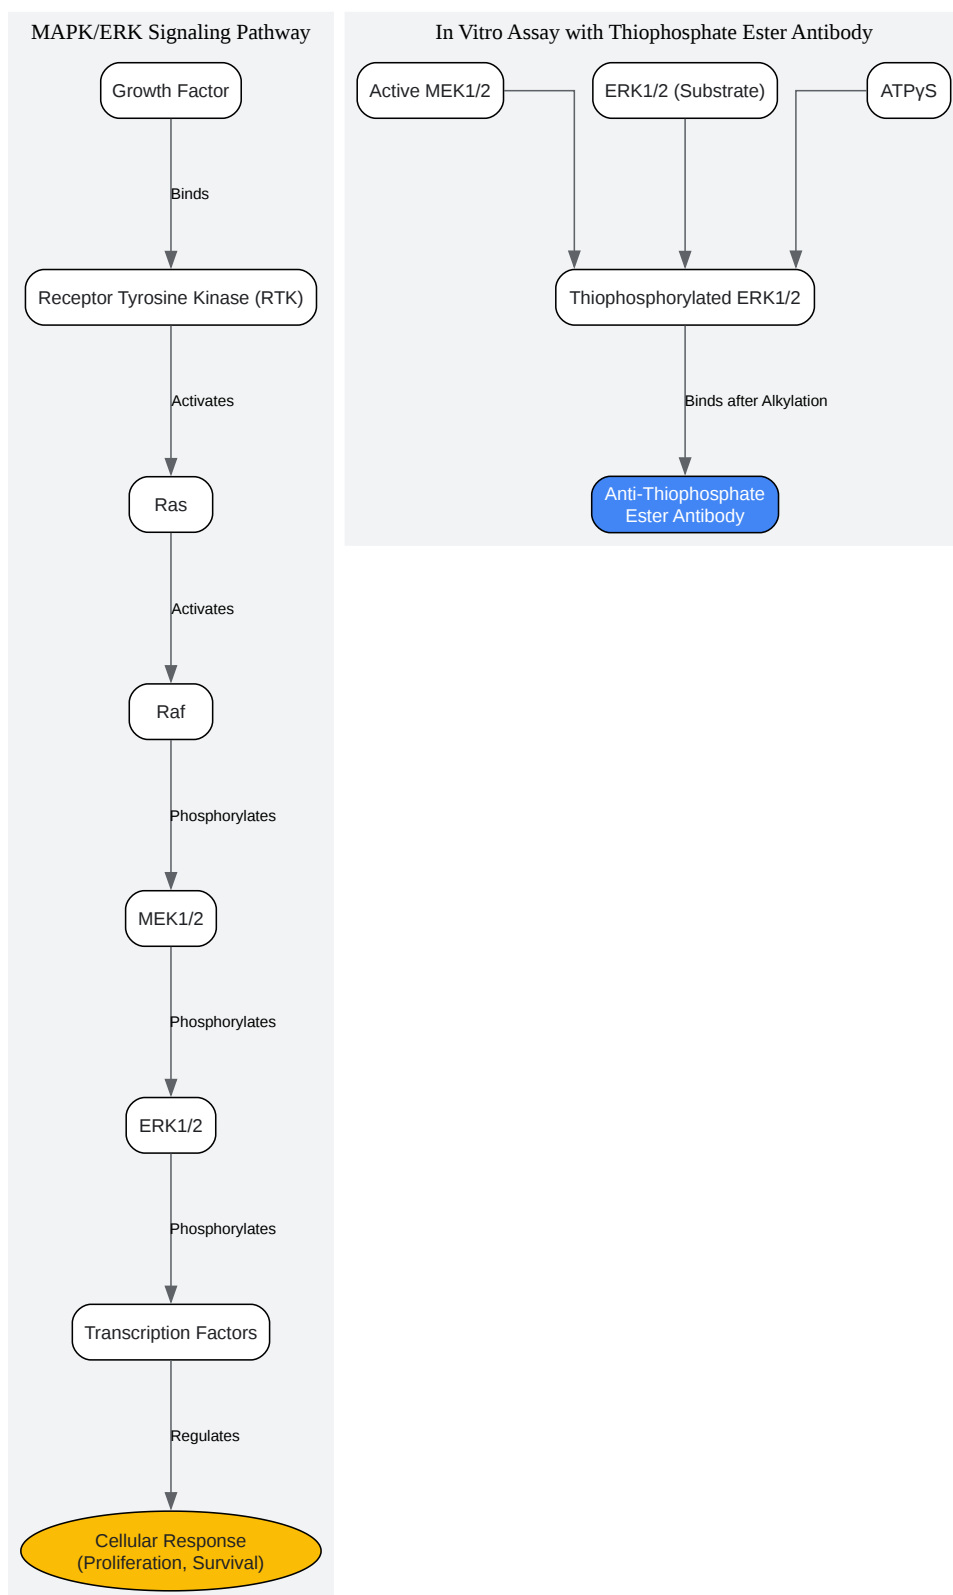 MAPK/ERK Signaling Pathway
Growth Factor
Binds
Receptor Tyrosine Kinase (RTK)
Activates
Ras
Activates
Raf
Phosphorylates
MEK1/2
Phosphorylates
ERK1/2
Phosphorylates
Transcription Factors
Regulates
Cellular Response
(Proliferation, Survival)
In Vitro Assay with Thiophosphate Ester Antibody
Active MEK1/2
ERK1/2 (Substrate)
ATPγS
Thiophosphorylated ERK1/2
Binds after Alkylation
Anti-Thiophosphate
Ester Antibody